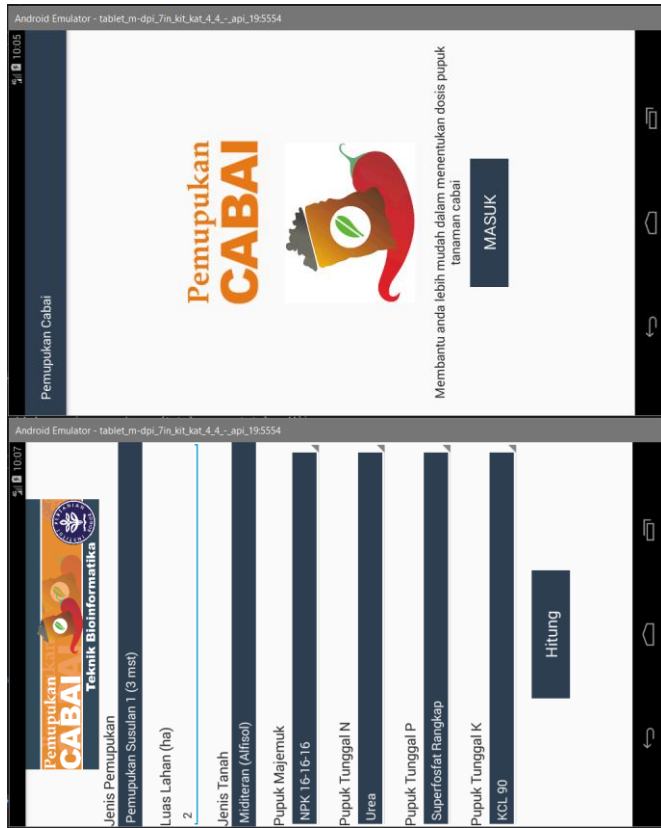 Android Emulator - tablet_m-dpi_7in_kit_kat_4_4_-_api_19:5554
10:05
Pemupukan Cabai
Pemupukan
CABAI
Membantu anda lebih mudah dalam menentukan dosis pupuk
tanaman cabai
MASUK
Android Emulator - tablet_m-dpi_7in_kit_kat_4_4_-_api_19:5554
10:07
Pemupukan
CABAI
INSTITUT PERTANIAN BOGOR
Teknik Bioinformatika
Jenis Pemupukan
Pemupukan Susulan 1 (3 mst)
Luas Lahan (ha)
2
Jenis Tanah
Miditeran (Alfisol)
Pupuk Majemuk
NPK 16-16-16
Pupuk Tunggal N
Urea
Pupuk Tunggal P
Superfosfat Rangkap
Pupuk Tunggal K
KCL 90
Hitung